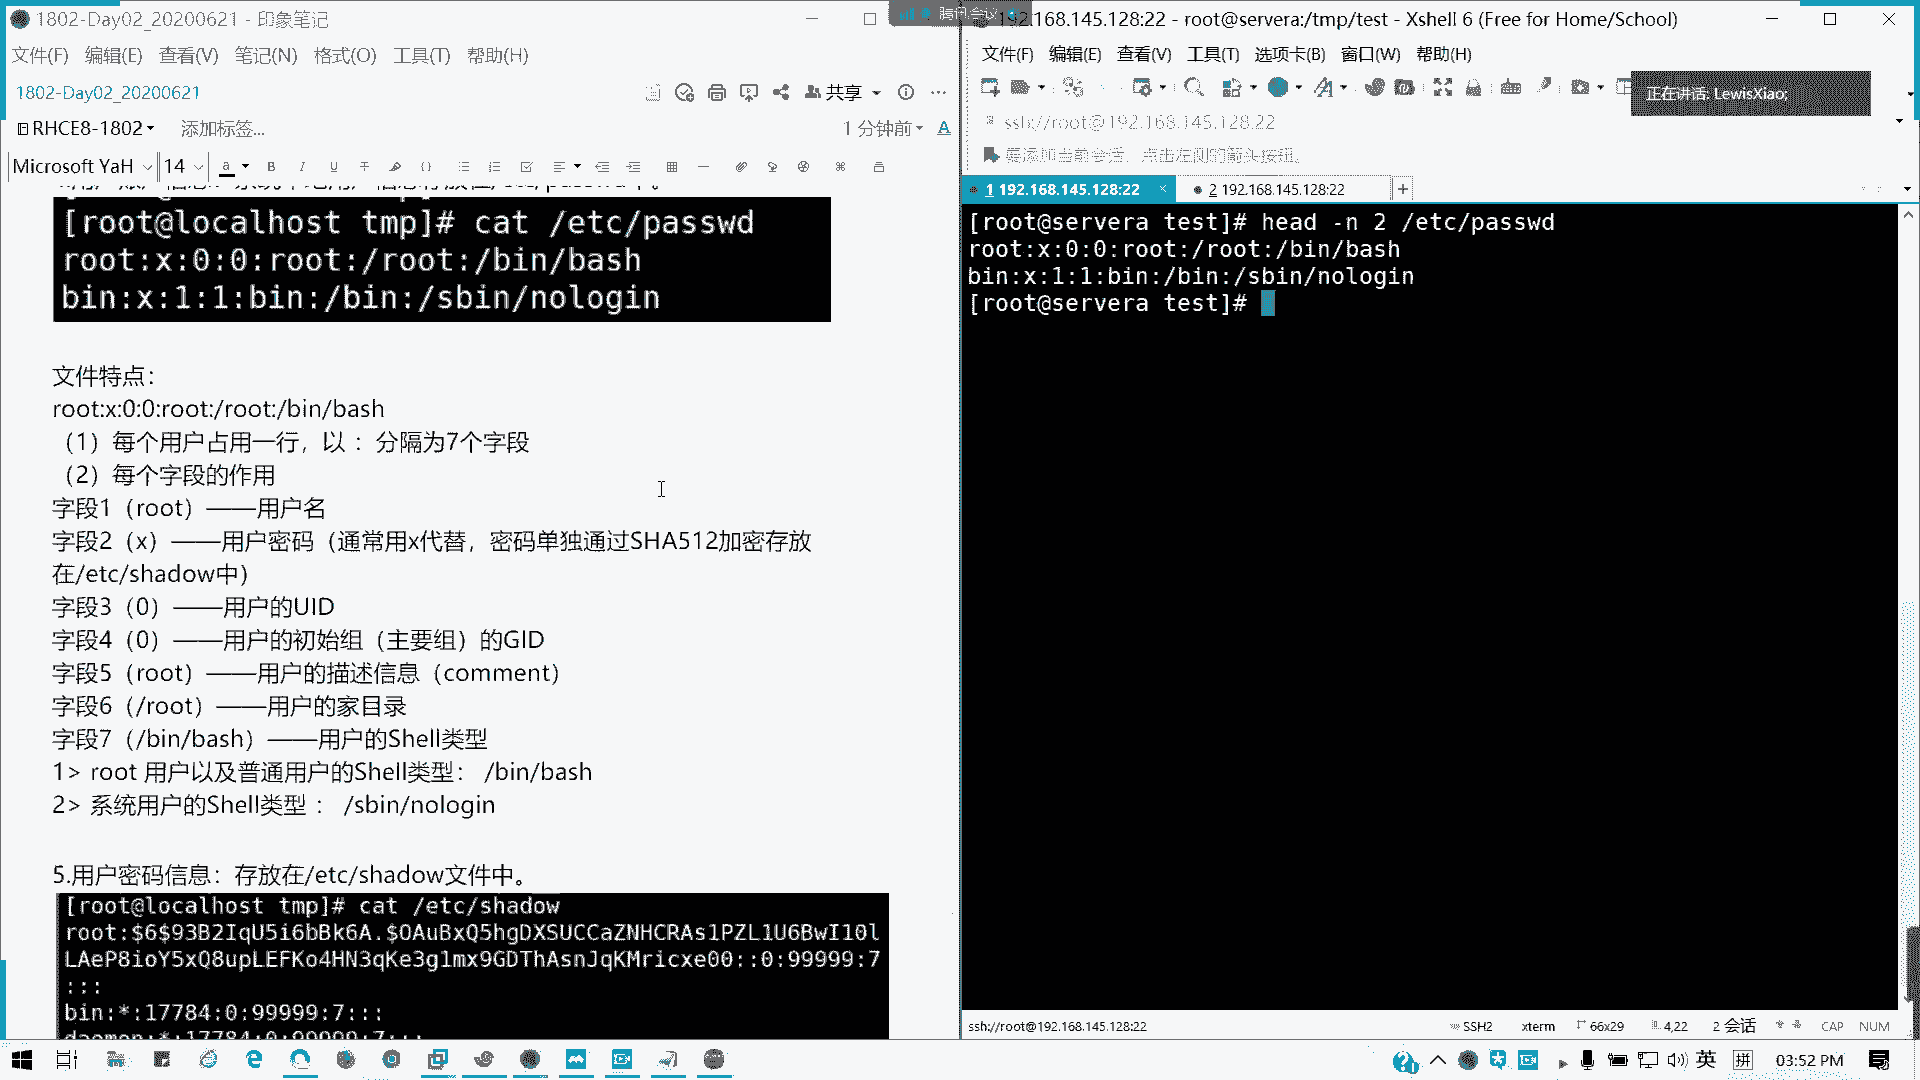 1802-Day02_20200621 - 印象笔记
文件(F) 编辑(E) 查看(V) 笔记(N) 格式(O) 工具(T) 帮助(H)
1802-Day02_20200621
共享
RHCE8-1802 添加标签...
1 分钟前
Microsoft YaH 14
[root@localhost tmp]# cat /etc/passwd
root:x:0:0:root:/root:/bin/bash
bin:x:1:1:bin:/bin:/sbin/nologin
文件特点：
root:x:0:0:root:/root:/bin/bash
（1）每个用户占用一行，以 ：分隔为7个字段
（2）每个字段的作用
字段1（root）——用户名
字段2（x）——用户密码（通常用x代替，密码单独通过SHA512加密存放
在/etc/shadow中）
字段3（0）——用户的UID
字段4（0）——用户的初始组（主要组）的GID
字段5（root）——用户的描述信息（comment）
字段6（/root）——用户的家目录
字段7（/bin/bash）——用户的Shell类型
1> root 用户以及普通用户的Shell类型： /bin/bash
2> 系统用户的Shell类型 ： /sbin/nologin
5.用户密码信息：存放在/etc/shadow文件中。
[root@localhost tmp]# cat /etc/shadow
root:$6$93B2IqU5i6bBk6A.$OAuBxQ5hgDXSUCCaZNHCRAs1PZL1U6BwI10l
LAeP8ioY5xQ8upLEFKo4HN3qKe3g1mx9GDThAsnJqKMricxe00::0:99999:7
:::
bin:*:17784:0:99999:7:::
daemon:*:17784:0:99999:7:::
腾讯会议
192.168.145.128:22 - root@servera:/tmp/test - Xshell 6 (Free for Home/School)
文件(F) 编辑(E) 查看(V) 工具(T) 选项卡(B) 窗口(W) 帮助(H)
正在讲话: LewisXiao;
ssh://root@192.168.145.128:22
要添加当前会话，点击左侧的箭头按钮。
1 192.168.145.128:22 × 2 192.168.145.128:22 +
[root@servera test]# head -n 2 /etc/passwd
root:x:0:0:root:/root:/bin/bash
bin:x:1:1:bin:/bin:/sbin/nologin
[root@servera test]#
ssh://root@192.168.145.128:22 SSH2 xterm 66x29 4,22 2 会话 CAP NUM
英 拼 03:52 PM